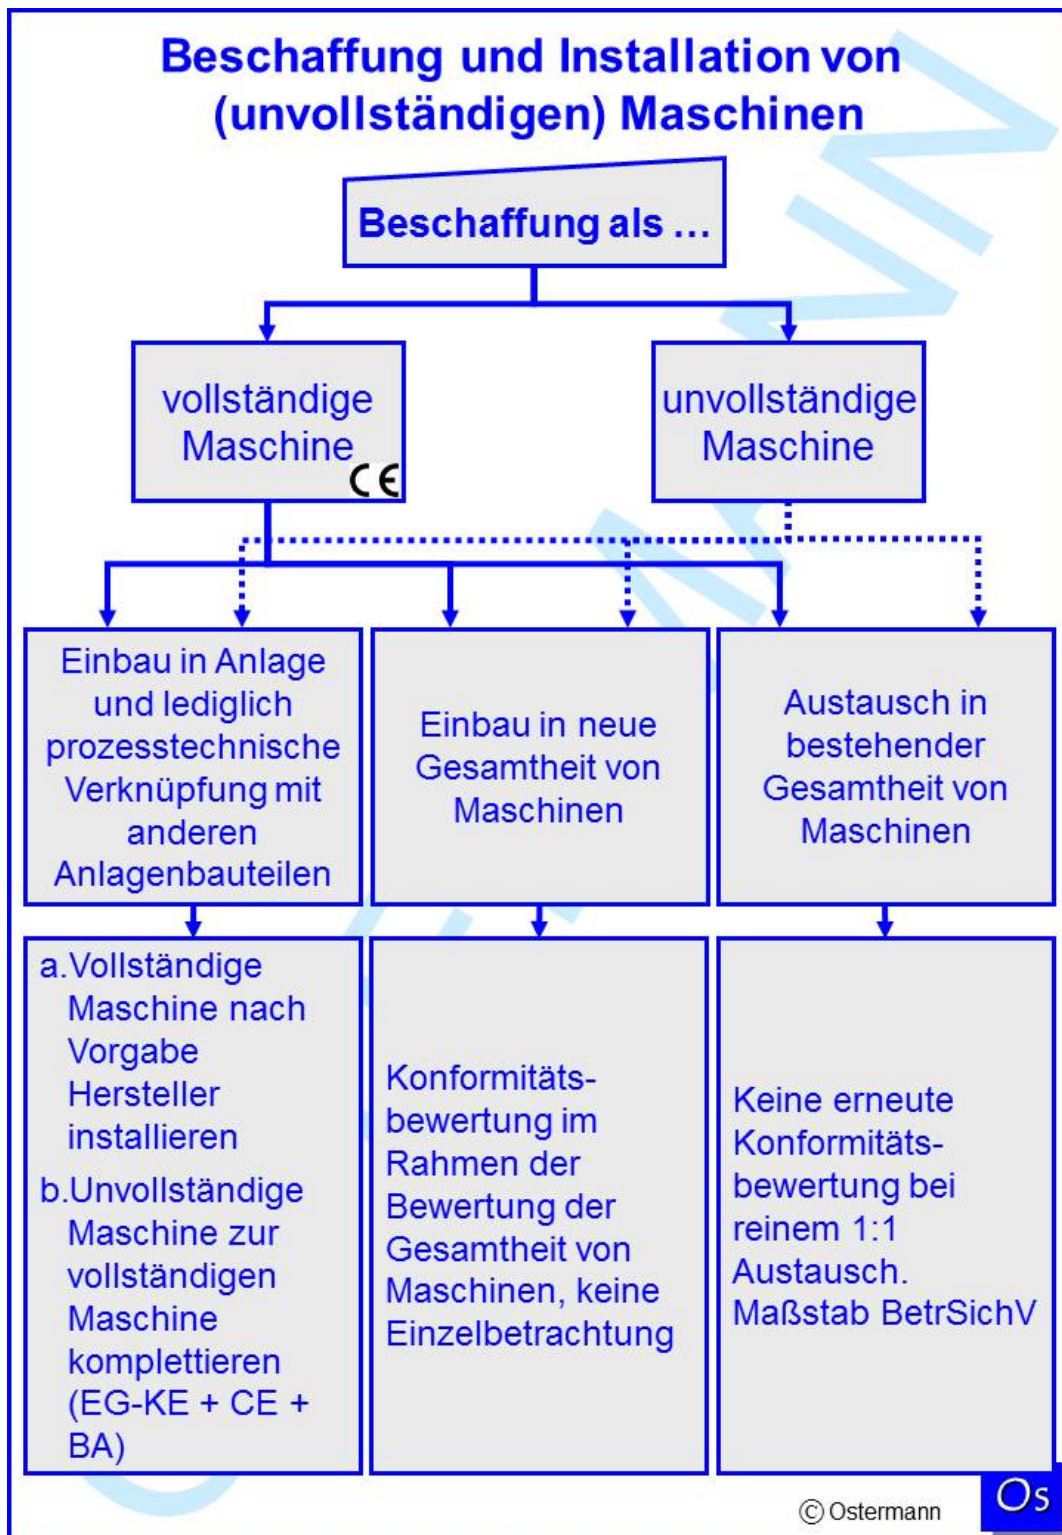 Beschaffung und Installation von
(unvollständigen) Maschinen
Beschaffung als ...
vollständige
Maschine
CE
unvollständige
Maschine
Einbau in Anlage
und lediglich
prozesstechnische
Verknüpfung mit
anderen
Anlagenbauteilen
Einbau in neue
Gesamtheit von
Maschinen
Austausch in
bestehender
Gesamtheit von
Maschinen
a.Vollständige
Maschine nach
Vorgabe
Hersteller
installieren
b.Unvollständige
Maschine zur
vollständigen
Maschine
komplettieren
(EG-KE + CE +
BA)
Konformitäts-
bewertung im
Rahmen der
Bewertung der
Gesamtheit von
Maschinen, keine
Einzelbetrachtung
Keine erneute
Konformitäts-
bewertung bei
reinem 1:1
Austausch.
Maßstab BetrSichV
© Ostermann
Os
OSTERMANN